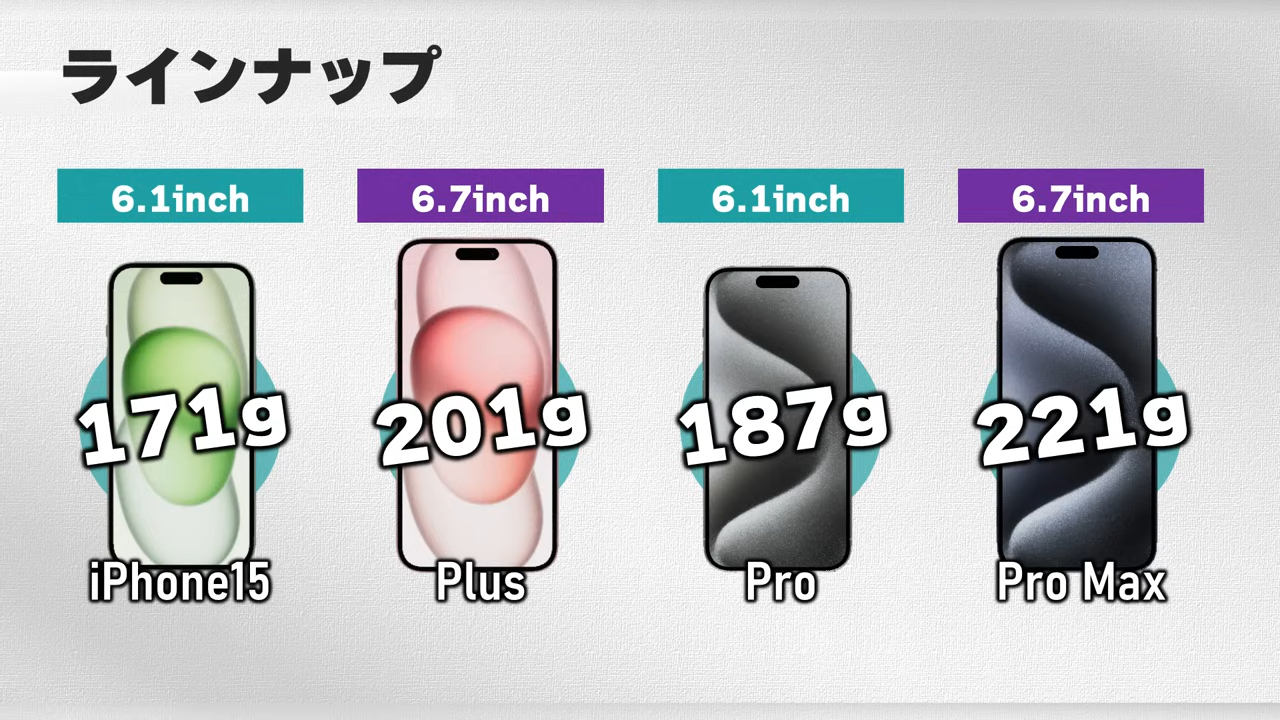 ラインナップ
6.1inch
6.7inch
6.1inch
6.7inch
171g
201g
187g
221g
iPhone15
Plus
Pro
Pro Max